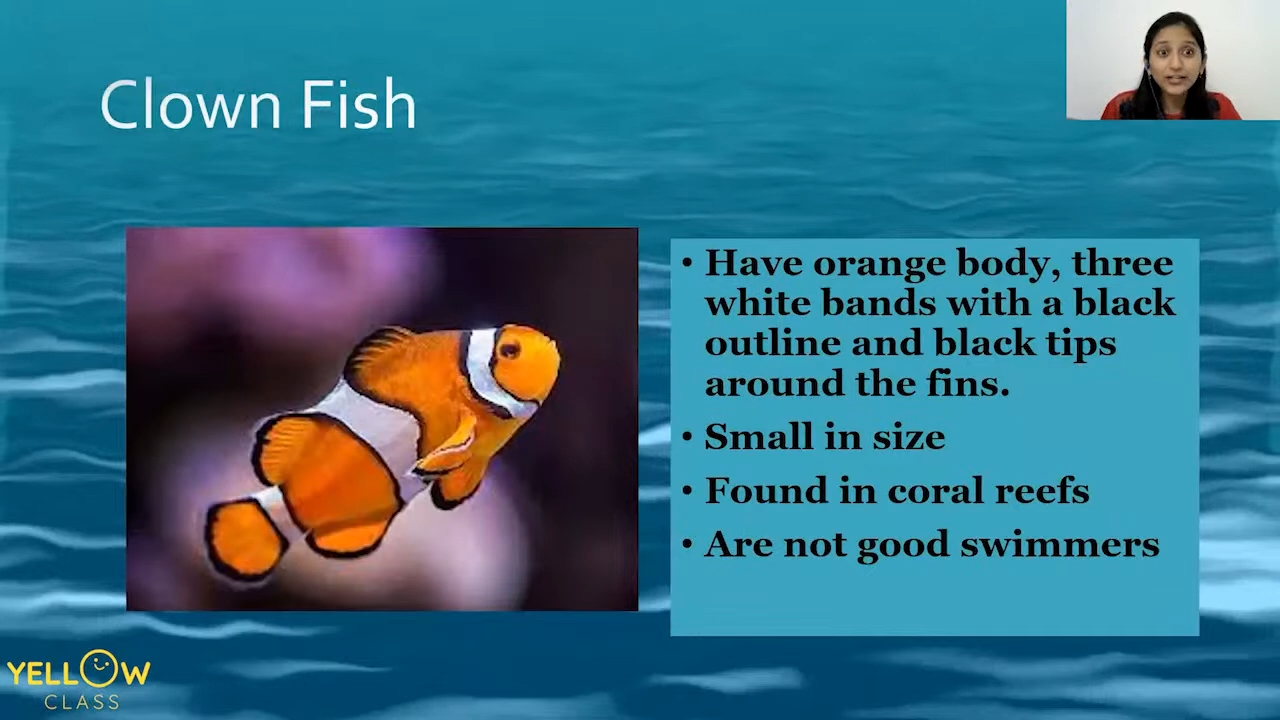 Clown Fish
• Have orange body, three
white bands with a black
outline and black tips
around the fins.
• Small in size
• Found in coral reefs
• Are not good swimmers
YELLOW
CLASS